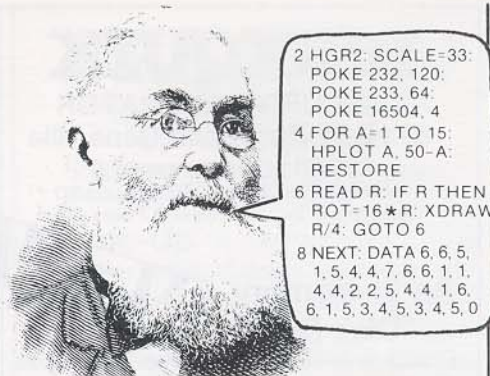 2 HGR2: SCALE=33:
POKE 232, 120:
POKE 233, 64:
POKE 16504, 4
4 FOR A=1 TO 15:
HPLOT A, 50-A:
RESTORE
6 READ R: IF R THEN
ROT=16★R: XDRAW
R/4: GOTO 6
8 NEXT: DATA 6, 6, 5,
1, 5, 4, 4, 7, 6, 6, 1, 1,
4, 4, 2, 2, 5, 4, 4, 1, 6,
6, 1, 5, 3, 4, 5, 3, 4, 5, 0